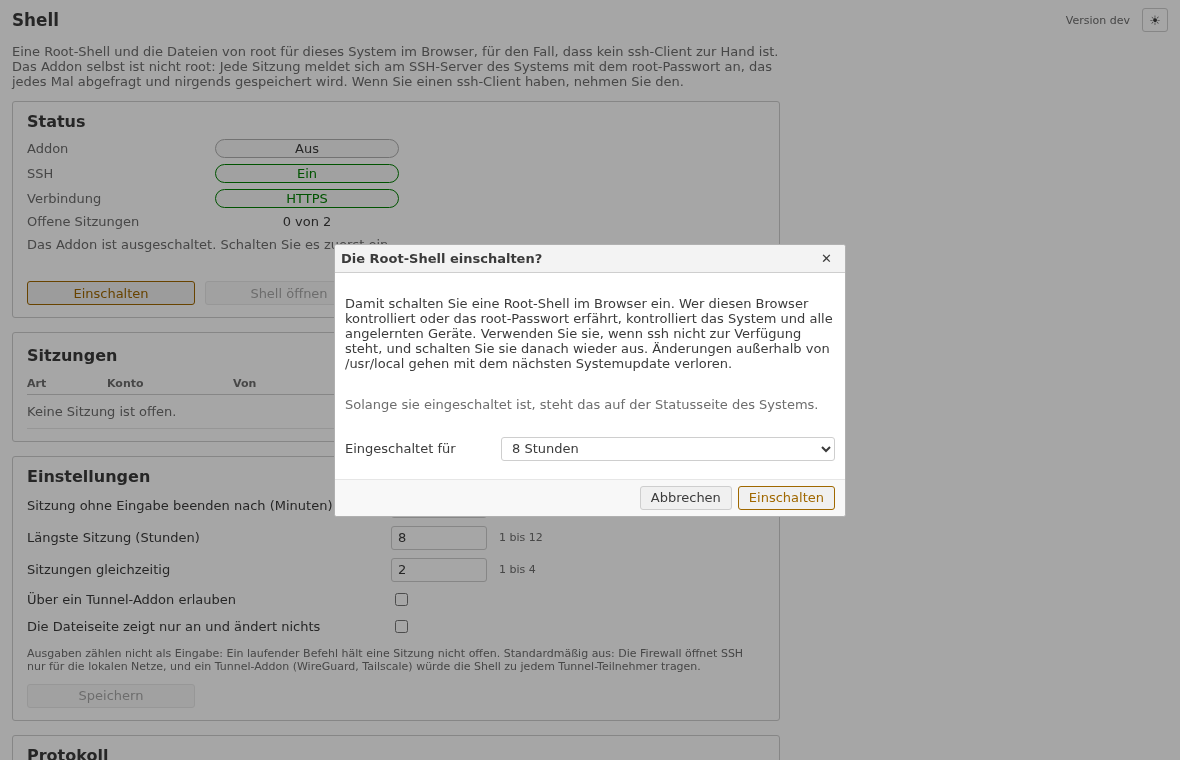 Shell
Version dev
☀
Eine Root-Shell und die Dateien von root für dieses System im Browser, für den Fall, dass kein ssh-Client zur Hand ist.
Das Addon selbst ist nicht root: Jede Sitzung meldet sich am SSH-Server des Systems mit dem root-Passwort an, das
jedes Mal abgefragt und nirgends gespeichert wird. Wenn Sie einen ssh-Client haben, nehmen Sie den.
Status
Addon Aus
SSH Ein
Verbindung HTTPS
Offene Sitzungen 0 von 2
Das Addon ist ausgeschaltet. Schalten Sie es zuerst ein.
Einschalten Shell öffnen
Die Root-Shell einschalten? ✕
Damit schalten Sie eine Root-Shell im Browser ein. Wer diesen Browser
kontrolliert oder das root-Passwort erfährt, kontrolliert das System und alle
angelernten Geräte. Verwenden Sie sie, wenn ssh nicht zur Verfügung
steht, und schalten Sie sie danach wieder aus. Änderungen außerhalb von
/usr/local gehen mit dem nächsten Systemupdate verloren.
Solange sie eingeschaltet ist, steht das auf der Statusseite des Systems.
Eingeschaltet für 8 Stunden
Abbrechen Einschalten
Sitzungen
Art Konto Von
Keine Sitzung ist offen.
Einstellungen
Sitzung ohne Eingabe beenden nach (Minuten)
Längste Sitzung (Stunden) 8 1 bis 12
Sitzungen gleichzeitig 2 1 bis 4
Über ein Tunnel-Addon erlauben
Die Dateiseite zeigt nur an und ändert nichts
Ausgaben zählen nicht als Eingabe: Ein laufender Befehl hält eine Sitzung nicht offen. Standardmäßig aus: Die Firewall öffnet SSH
nur für die lokalen Netze, und ein Tunnel-Addon (WireGuard, Tailscale) würde die Shell zu jedem Tunnel-Teilnehmer tragen.
Speichern
Protokoll